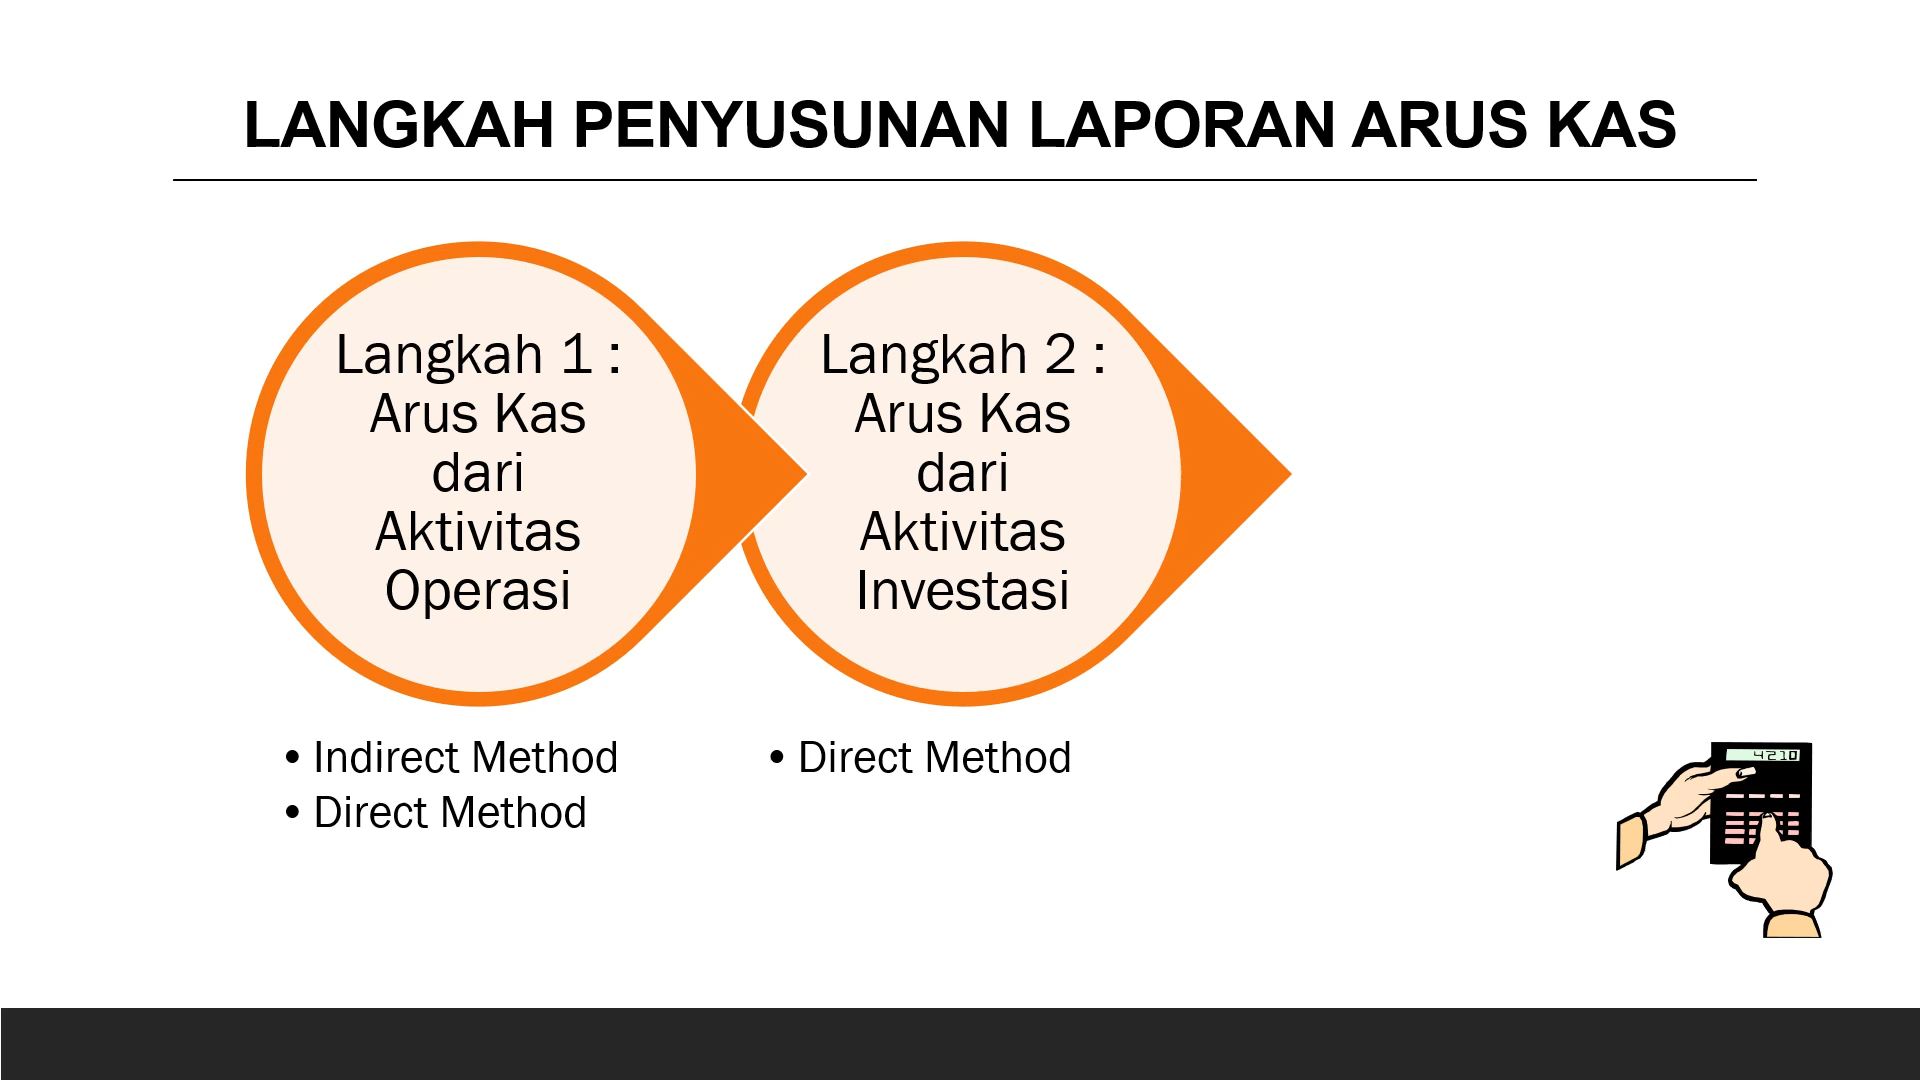 LANGKAH PENYUSUNAN LAPORAN ARUS KAS
Langkah 1 :
Arus Kas
dari
Aktivitas
Operasi
• Indirect Method
• Direct Method
Langkah 2 :
Arus Kas
dari
Aktivitas
Investasi
• Direct Method
4210